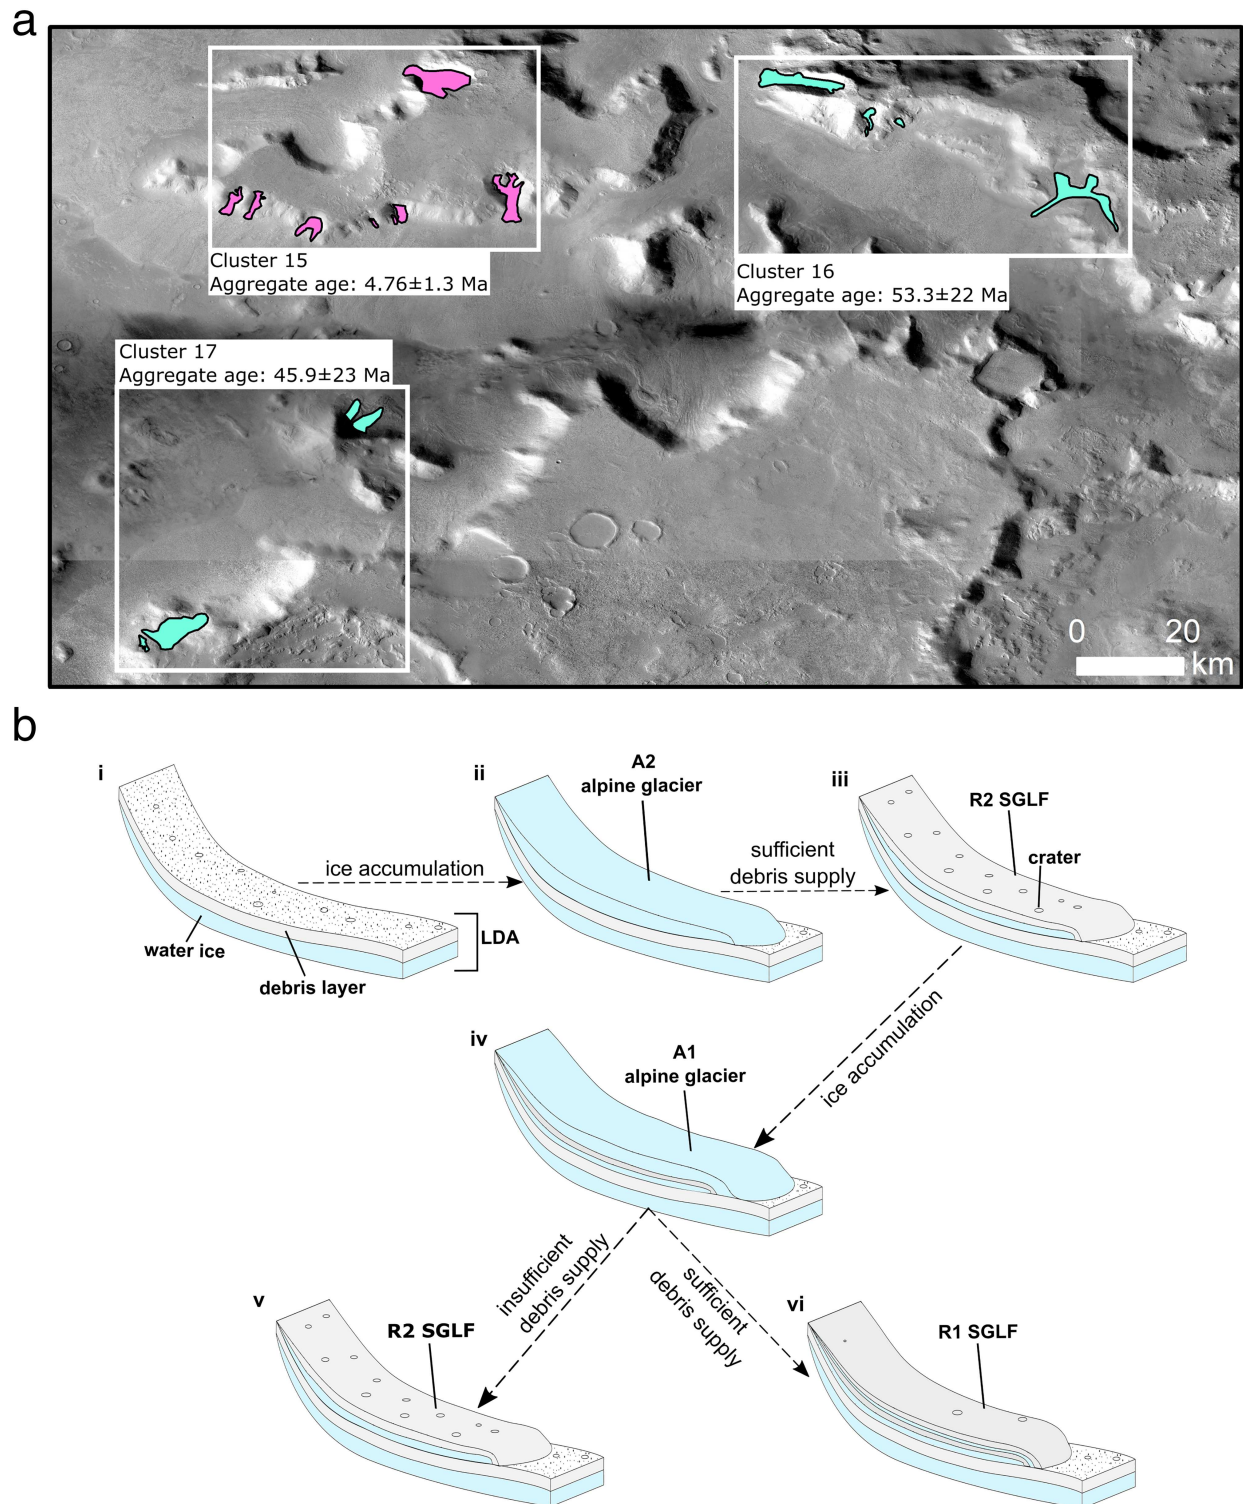 a
Cluster 15
Aggregate age: 4.76±1.3 Ma
Cluster 16
Aggregate age: 53.3±22 Ma
Cluster 17
Aggregate age: 45.9±23 Ma
0 20
km
b
i
ice accumulation
water ice
debris layer
LDA
ii
A2
alpine glacier
sufficient
debris supply
iii
R2 SGLF
crater
ice accumulation
iv
A1
alpine glacier
insufficient
debris supply
sufficient
debris supply
v
R2 SGLF
vi
R1 SGLF